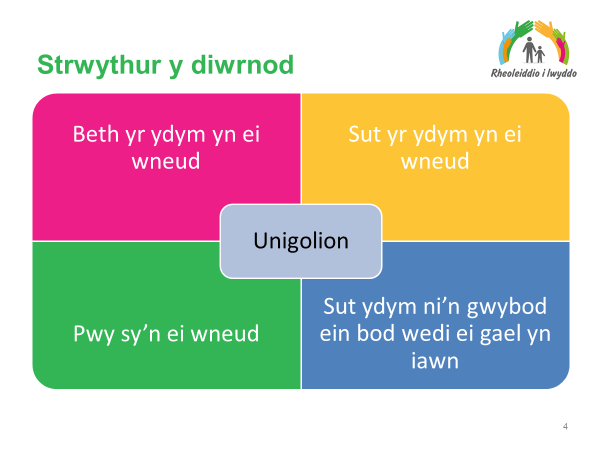 Rheoleiddio i lwyddo
Strwythur y diwrnod
Beth yr ydym yn ei
wneud
Sut yr ydym yn ei
wneud
Unigolion
Pwy sy’n ei wneud
Sut ydym ni’n gwybod
ein bod wedi ei gael yn
iawn
4